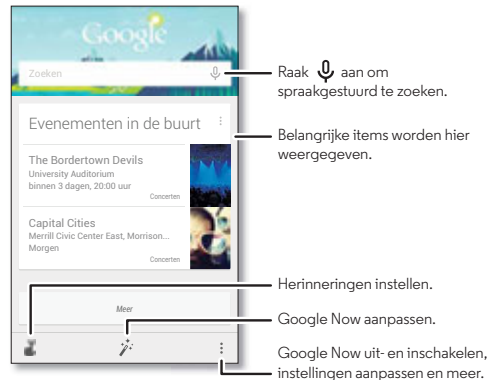 Google
Zoeken
Raak aan om
spraakgestuurd te zoeken.
Evenementen in de buurt
Belangrijke items worden hier
weergegeven.
The Bordertown Devils
University Auditorium
binnen 3 dagen, 20:00 uur
Concerten
Capital Cities
Merrill Civic Center East, Morrison...
Morgen
Concerten
Herinneringen instellen.
Meer
Google Now aanpassen.
Google Now uit- en inschakelen,
instellingen aanpassen en meer.